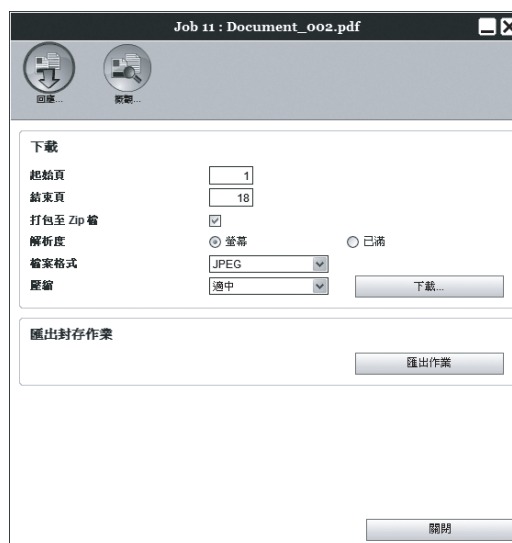 Job 11 : Document_002.pdf
回應... 概觀...
下載
起始頁 1
結束頁 18
打包至 Zip 檔
解析度 螢幕 已滿
檔案格式 JPEG
壓縮 適中 下載...
匯出封存作業
匯出作業
關閉